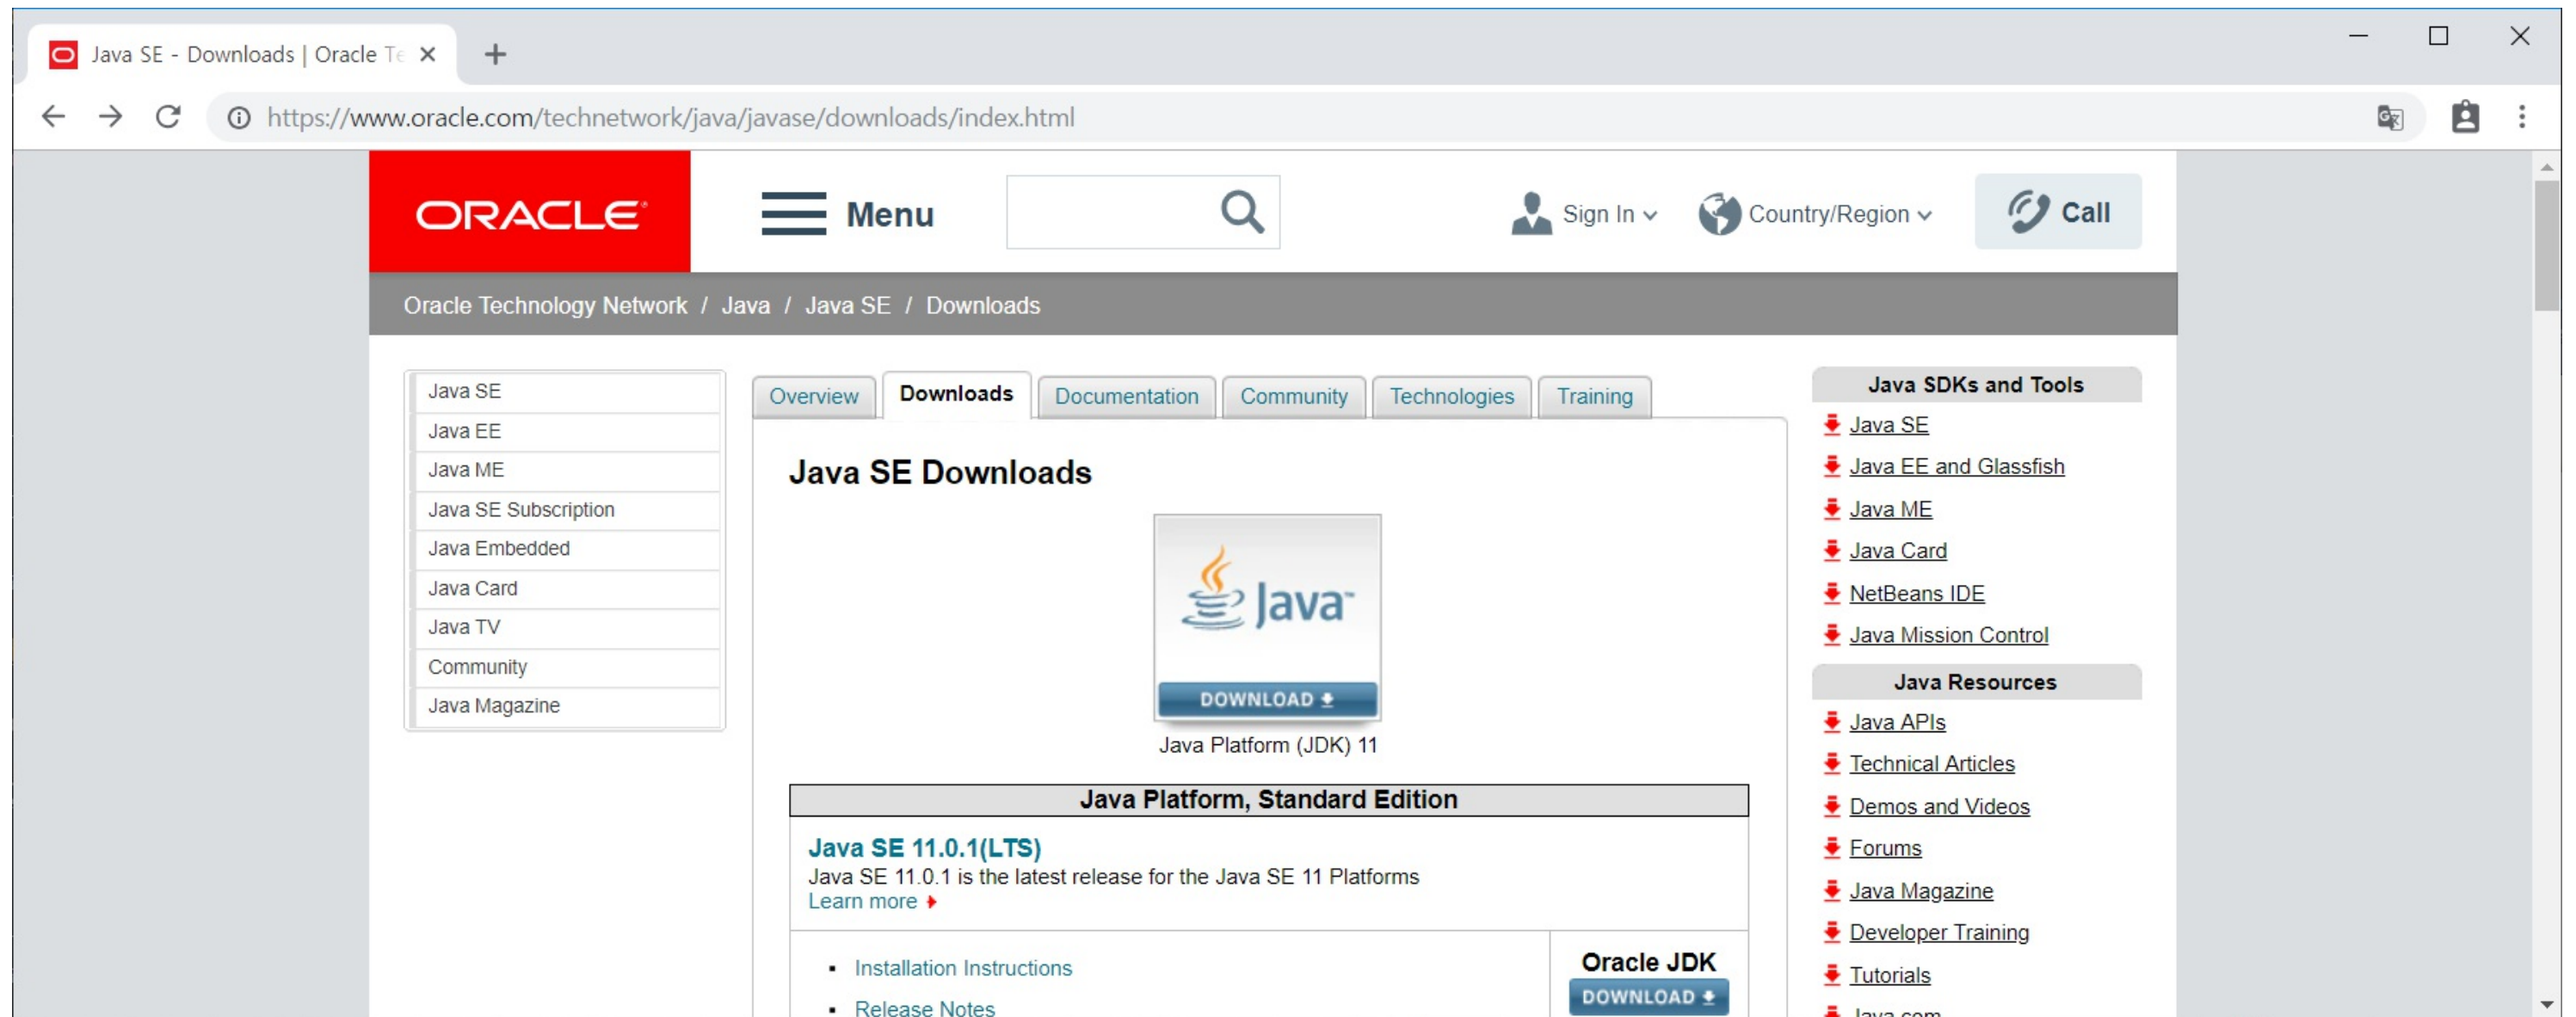 Java SE - Downloads | Oracle Te
https://www.oracle.com/technetwork/java/javase/downloads/index.html
ORACLE
Menu
Sign In
Country/Region
Call
Oracle Technology Network / Java / Java SE / Downloads
Java SE
Java EE
Java ME
Java SE Subscription
Java Embedded
Java Card
Java TV
Community
Java Magazine
Overview
Downloads
Documentation
Community
Technologies
Training
Java SE Downloads
Java™
DOWNLOAD
Java Platform (JDK) 11
Java Platform, Standard Edition
Java SE 11.0.1(LTS)
Java SE 11.0.1 is the latest release for the Java SE 11 Platforms
Learn more
Installation Instructions
Release Notes
Oracle JDK
DOWNLOAD
Java SDKs and Tools
Java SE
Java EE and Glassfish
Java ME
Java Card
NetBeans IDE
Java Mission Control
Java Resources
Java APIs
Technical Articles
Demos and Videos
Forums
Java Magazine
Developer Training
Tutorials
Java.com